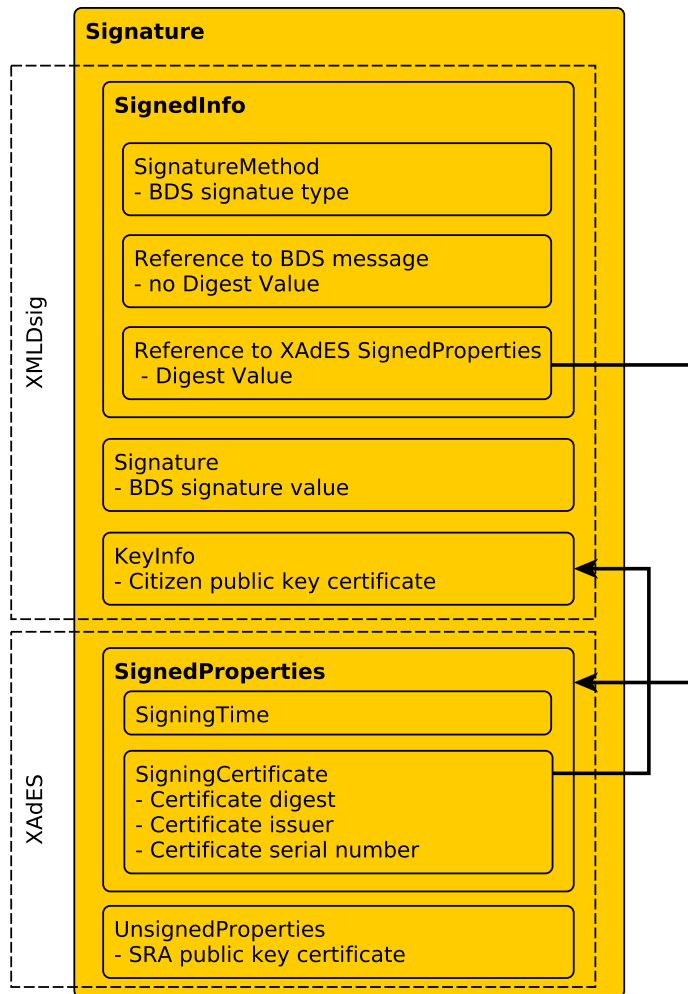 Signature
SignedInfo
SignatureMethod
- BDS signatue type
Reference to BDS message
- no Digest Value
Reference to XAdES SignedProperties
- Digest Value
XMLDsig
Signature
- BDS signature value
KeyInfo
- Citizen public key certificate
SignedProperties
SigningTime
SigningCertificate
- Certificate digest
- Certificate issuer
- Certificate serial number
XAdES
UnsignedProperties
- SRA public key certificate